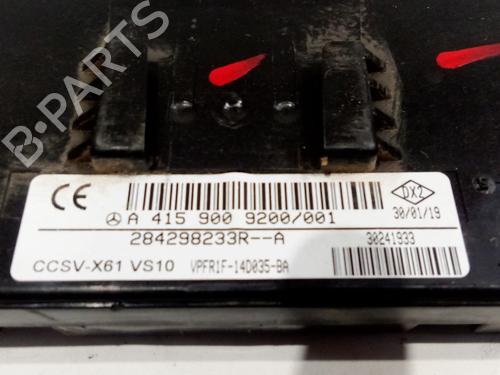 B-PARTS
CE
A 415 900 9200/001
DX2
30/01/19
284298233R--A
30241933
CCSV-X61 VS10
VPFR1F-14D035-BA